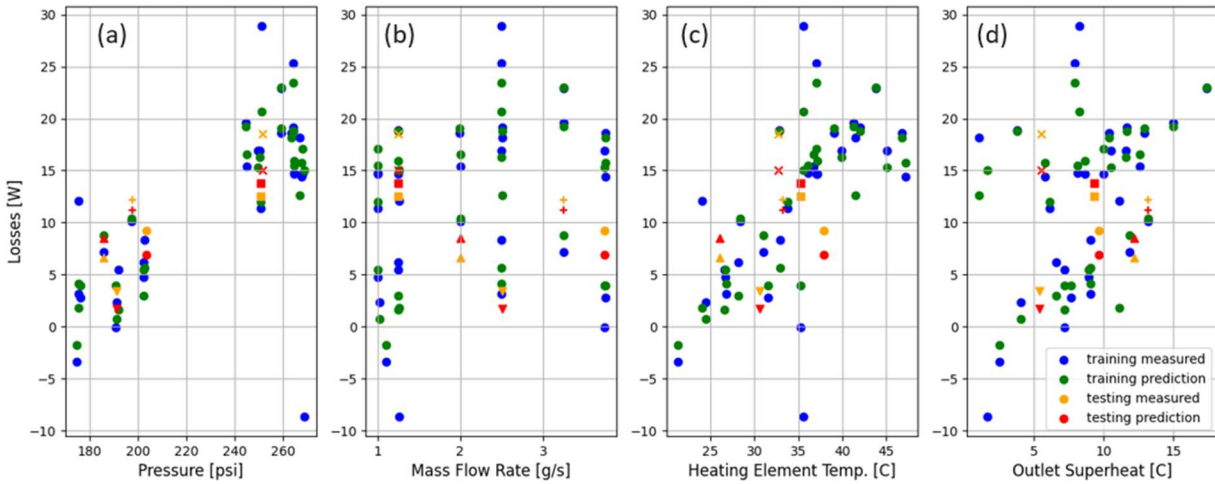 (a)
(b)
(c)
(d)
Losses [W]
30
25
20
15
10
5
0
−5
−10
180 200 220 240 260
Pressure [psi]
1 2 3
Mass Flow Rate [g/s]
25 30 35 40 45
Heating Element Temp. [C]
5 10 15
Outlet Superheat [C]
training measured
training prediction
testing measured
testing prediction